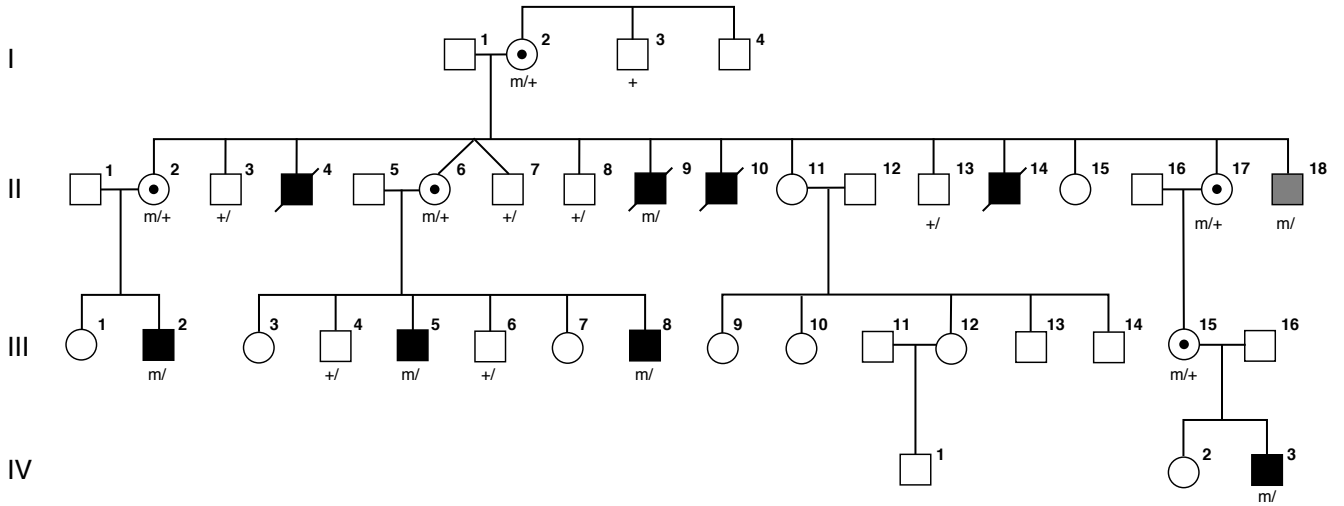 I 1 2 3 4
m/+ +
II 1 2 3 4 5 6 7 8 9 10 11 12 13 14 15 16 17 18
m/+ +/ m/+ +/ +/ m/ +/ m/+ m/
III 1 2 3 4 5 6 7 8 9 10 11 12 13 14 15 16
m/ +/ m/ +/ m/ m/+
IV 1 2 3
m/